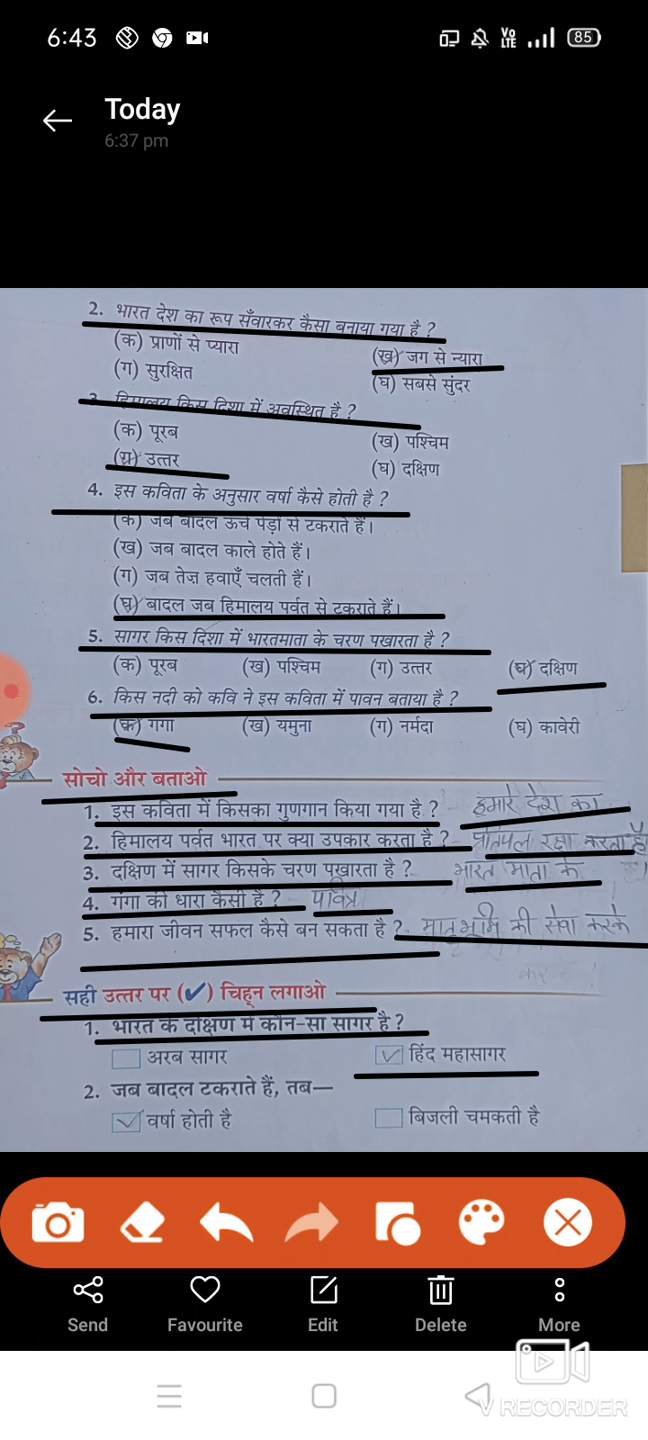 6:43 Vo LTE 85
Today
6:37 pm
2. भारत देश का रूप सँवारकर कैसा बनाया गया है ?
(क) प्राणों से प्यारा (ख) जग से न्यारा
(ग) सुरक्षित (घ) सबसे सुंदर
3. हिमालय किस दिशा में अवस्थित है ?
(क) पूरब (ख) पश्चिम
(ग) उत्तर (घ) दक्षिण
4. इस कविता के अनुसार वर्षा कैसे होती है ?
(क) जब बादल ऊँचे पेड़ों से टकराते हैं।
(ख) जब बादल काले होते हैं।
(ग) जब तेज़ हवाएँ चलती हैं।
(घ) बादल जब हिमालय पर्वत से टकराते हैं।
5. सागर किस दिशा में भारतमाता के चरण पखारता है ?
(क) पूरब (ख) पश्चिम (ग) उत्तर (घ) दक्षिण
6. किस नदी को कवि ने इस कविता में पावन बताया है ?
(क) गंगा (ख) यमुना (ग) नर्मदा (घ) कावेरी
सोचो और बताओ
1. इस कविता में किसका गुणगान किया गया है ? हमारे देश का
2. हिमालय पर्वत भारत पर क्या उपकार करता है ? प्रतिपल रक्षा करता है
3. दक्षिण में सागर किसके चरण पखारता है ? भारत माता के
4. गंगा की धारा कैसी है ? पवित्र
5. हमारा जीवन सफल कैसे बन सकता है ? मातृभूमि की सेवा करके
सही उत्तर पर (✔) चिह्न लगाओ
1. भारत के दक्षिण में कौन-सा सागर है ?
अरब सागर ✓ हिंद महासागर
2. जब बादल टकराते हैं, तब—
✓ वर्षा होती है बिजली चमकती है
Send Favourite Edit Delete More
V RECORDER